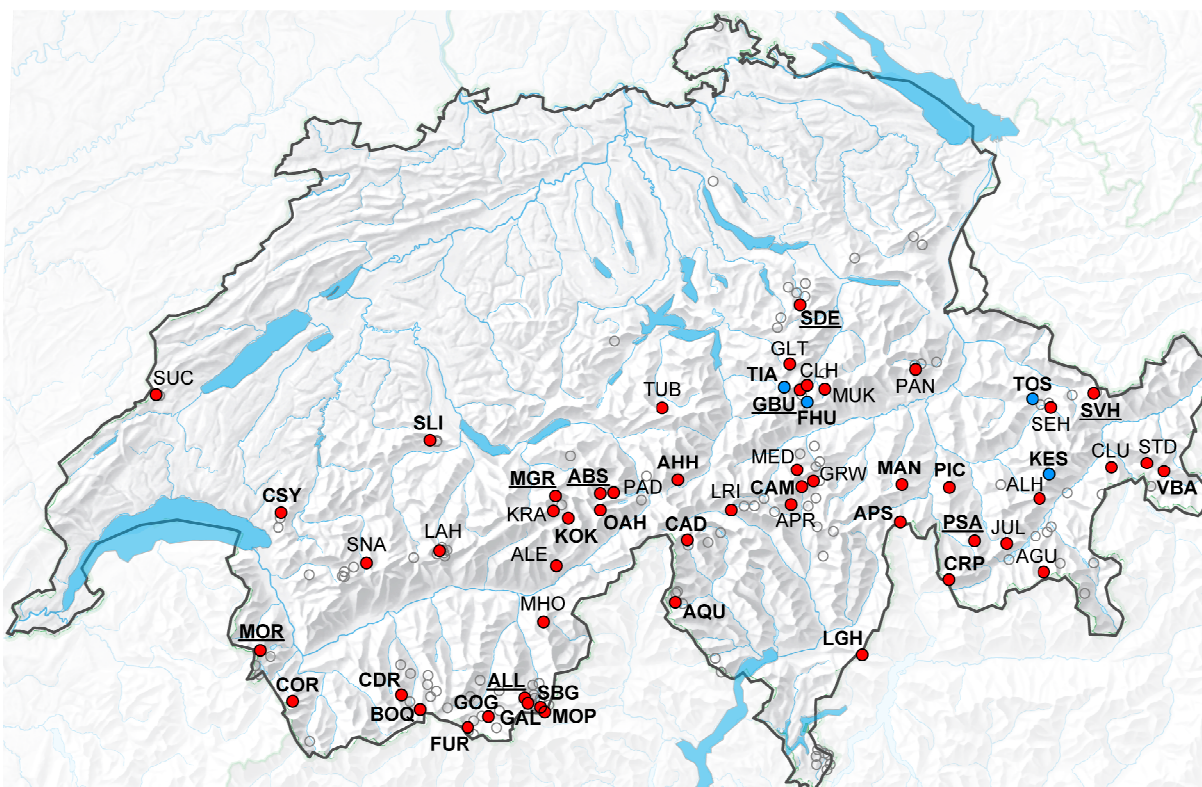 SDE
GLT
CLH
TIA
PAN
SUC
TUB
GBU
MUK
TOS
FHU
SEH
SVH
SLI
CLU
STD
MED
AHH
MGR
ABS
MAN
PIC
KES
GRW
CAM
VBA
PAD
LRI
ALH
CSY
KRA
OAH
APR
APS
KOK
CAD
PSA
JUL
LAH
SNA
ALE
AGU
CRP
MHO
AQU
MOR
LGH
CDR
ALL
SBG
COR
GOG
BOQ
GAL
MOP
FUR